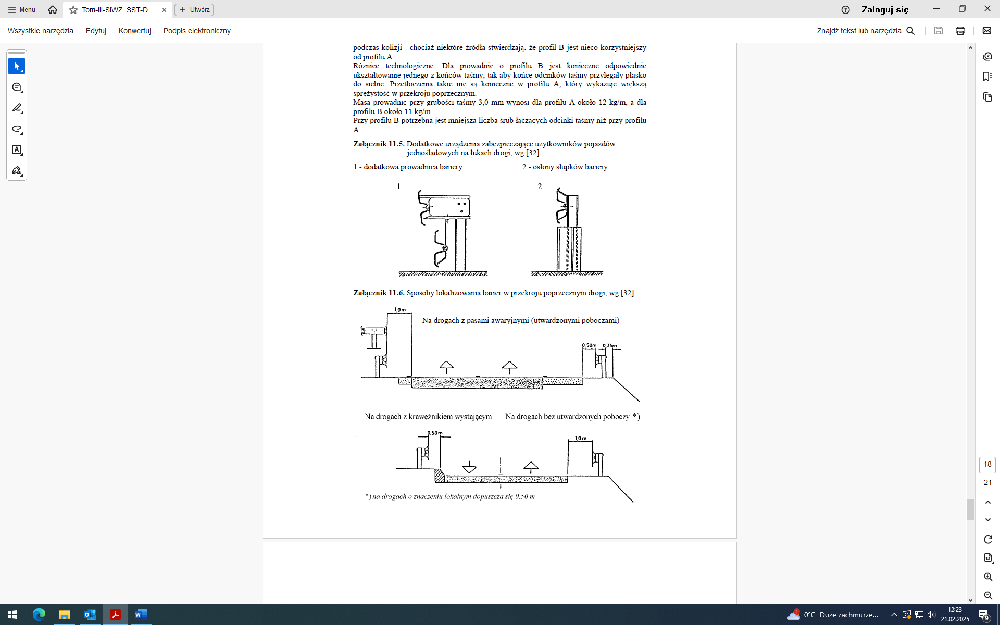 Menu
Tom-III-SIWZ_SST-D...
Utwórz
Zaloguj się
Wszystkie narzędzia
Edytuj
Konwertuj
Podpis elektroniczny
Znajdź tekst lub narzędzia
podczas kolizji - chociaż niektóre źródła stwierdzają, że profil B jest nieco korzystniejszy
od profilu A.
Różnice technologiczne: Dla prowadnic o profilu B jest konieczne odpowiednie
ukształtowanie jednego z końców taśmy, tak aby końce odcinków taśmy przylegały płasko
do siebie. Przetłoczenia takie nie są konieczne w profilu A, który wykazuje większą
sprężystość w przekroju poprzecznym.
Masa prowadnic przy grubości taśmy 3,0 mm wynosi dla profilu A około 12 kg/m, a dla
profilu B około 11 kg/m.
Przy profilu B potrzebna jest mniejsza liczba śrub łączących odcinki taśmy niż przy profilu
A.
Załącznik 11.5. Dodatkowe urządzenia zabezpieczające użytkowników pojazdów
jednośladowych na łukach drogi, wg [32]
1 - dodatkowa prowadnica bariery
2 - osłony słupków bariery
1.
2.
Załącznik 11.6. Sposoby lokalizowania barier w przekroju poprzecznym drogi, wg [32]
1,0 m
Na drogach z pasami awaryjnymi (utwardzonymi poboczami)
0,50m
0,25m
Na drogach z krawężnikiem wystającym
Na drogach bez utwardzonych poboczy *)
0,50m
1,0m
*) na drogach o znaczeniu lokalnym dopuszcza się 0,50 m
18
21
1:1
1
0°C Duże zachmurze...
12:23
21.02.2025
9